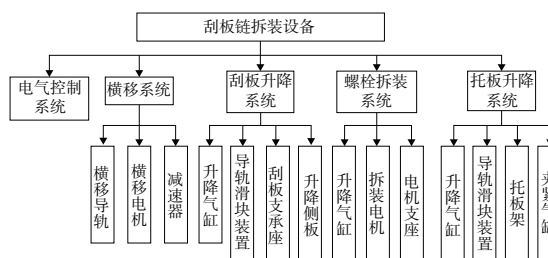 刮板链拆装设备
电气控制
系统
横移系统
刮板升降
系统
螺栓拆装
系统
托板升降
系统
横移导轨
横移电机
减速器
升降气缸
导轨滑块装置
刮板支承座
升降侧板
升降气缸
拆装电机
电机支座
升降气缸
导轨滑块装置
托板架
夹紧气缸